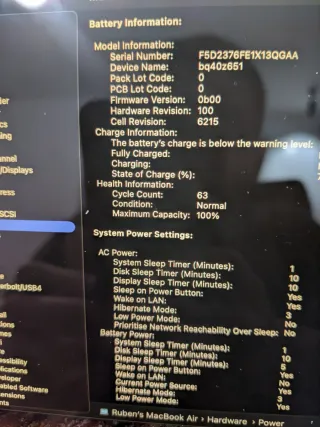 Battery Information:
Model Information:
Serial Number: F5D2376FE1X13QGAA
Device Name: bq40z651
Pack Lot Code: 0
PCB Lot Code: 0
Firmware Version: 0b00
Hardware Revision: 100
Cell Revision: 6215
Charge Information:
The battery's charge is below the warning level:
Fully Charged:
Charging:
State of Charge (%):
Health Information:
Cycle Count: 63
Condition: Normal
Maximum Capacity: 100%
System Power Settings:
AC Power:
System Sleep Timer (Minutes): 1
Disk Sleep Timer (Minutes): 10
Display Sleep Timer (Minutes): 10
Sleep on Power Button: Yes
Wake on LAN: Yes
Hibernate Mode: 3
Low Power Mode: No
Prioritise Network Reachability Over Sleep: No
Battery Power:
System Sleep Timer (Minutes): 1
Disk Sleep Timer (Minutes): 10
Display Sleep Timer (Minutes): 5
Sleep on Power Button: Yes
Wake on LAN: No
Current Power Source: Yes
Hibernate Mode: 3
Low Power Mode: No
Ruben's MacBook Air › Hardware › Power